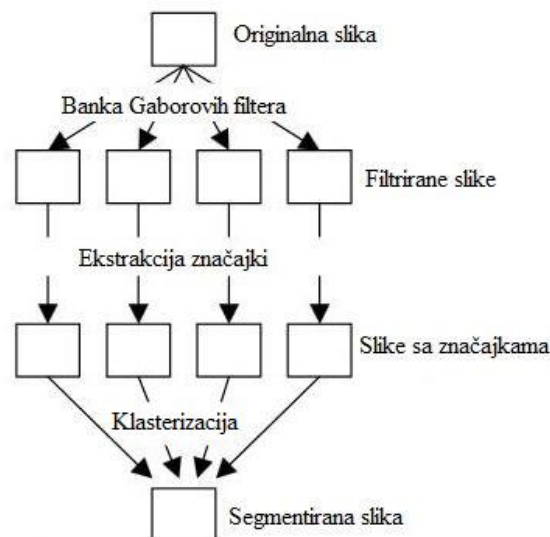 Originalna slika
Banka Gaborovih filtera
Filtrirane slike
Ekstrakcija značajki
Slike sa značajkama
Klasterizacija
Segmentirana slika